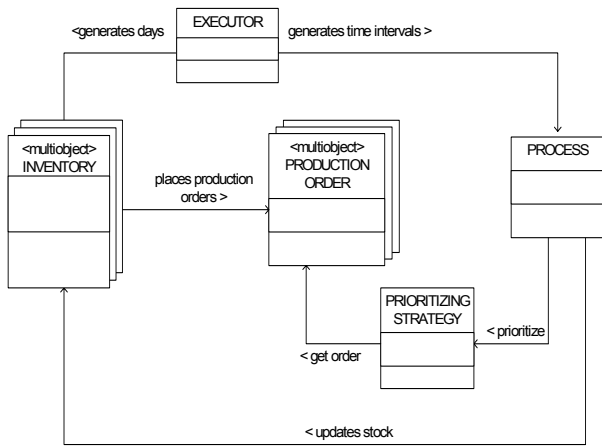 EXECUTOR
<generates days
generates time intervals >
<multiobject>
INVENTORY
<multiobject>
PRODUCTION
ORDER
PROCESS
places production
orders >
PRIORITIZING
STRATEGY
< prioritize
< get order
< updates stock